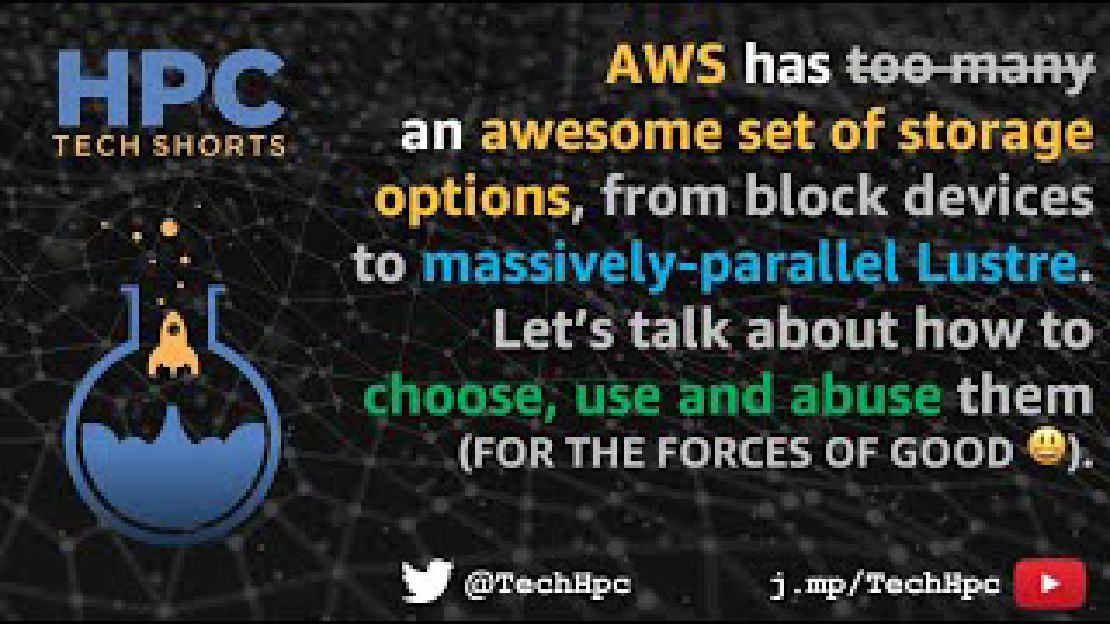 HPC
TECH SHORTS
AWS has too many
an awesome set of storage
options, from block devices
to massively-parallel Lustre.
Let's talk about how to
choose, use and abuse them
(FOR THE FORCES OF GOOD 😃).
@TechHpc
j.mp/TechHpc